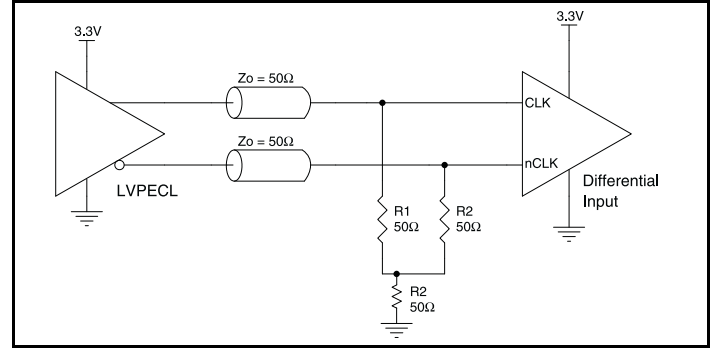 3.3V
3.3V
Zo = 50Ω
CLK
Zo = 50Ω
nCLK
LVPECL
Differential
Input
R1
50Ω
R2
50Ω
R2
50Ω